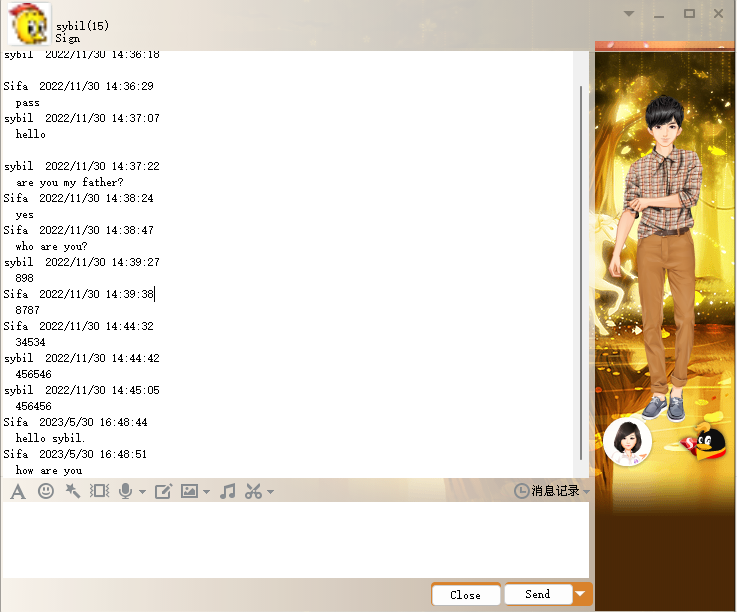 sybil(15)
Sign
sybil 2022/11/30 14:36:18
Sifa 2022/11/30 14:36:29
pass
sybil 2022/11/30 14:37:07
hello
sybil 2022/11/30 14:37:22
are you my father?
Sifa 2022/11/30 14:38:24
yes
Sifa 2022/11/30 14:38:47
who are you?
sybil 2022/11/30 14:39:27
898
Sifa 2022/11/30 14:39:38
8787
Sifa 2022/11/30 14:44:32
34534
sybil 2022/11/30 14:44:42
456546
sybil 2022/11/30 14:45:05
456456
Sifa 2023/5/30 16:48:44
hello sybil.
Sifa 2023/5/30 16:48:51
how are you
消息记录
Close
Send